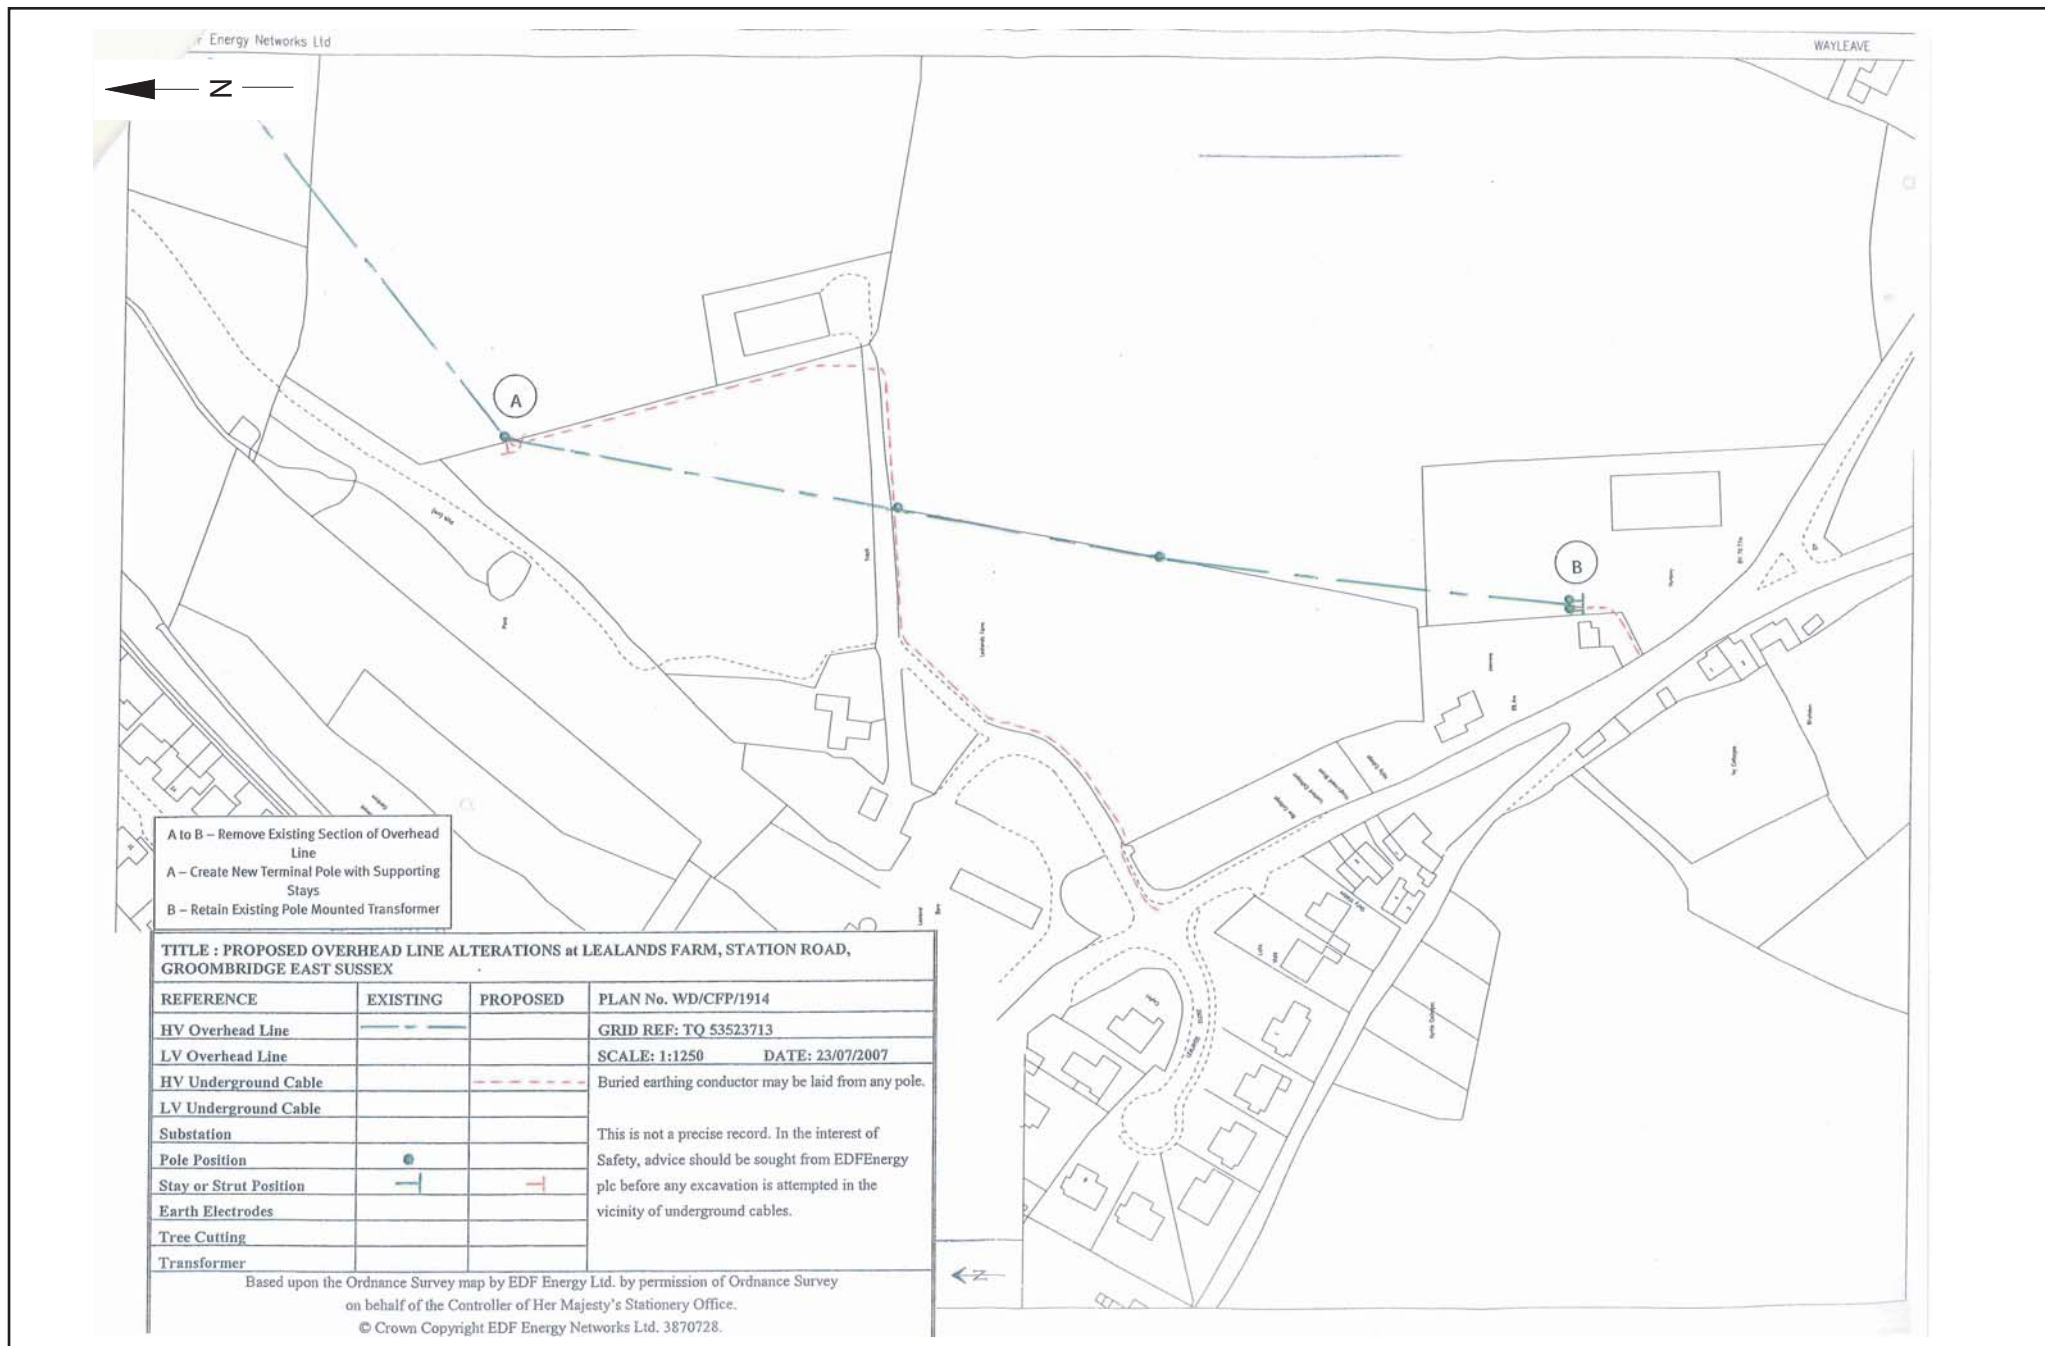 r Energy Networks Ltd
WAYLEAVE
N
A
B
Path (um)
Pond
Track
Lealands Farm
A to B – Remove Existing Section of Overhead
Line
A – Create New Terminal Pole with Supporting
Stays
B – Retain Existing Pole Mounted Transformer
TITLE : PROPOSED OVERHEAD LINE ALTERATIONS at LEALANDS FARM, STATION ROAD,
GROOMBRIDGE EAST SUSSEX
REFERENCE EXISTING PROPOSED PLAN No. WD/CFP/1914
HV Overhead Line GRID REF: TQ 53523713
LV Overhead Line SCALE: 1:1250 DATE: 23/07/2007
HV Underground Cable Buried earthing conductor may be laid from any pole.
LV Underground Cable
Substation This is not a precise record. In the interest of
Pole Position Safety, advice should be sought from EDFEnergy
Stay or Strut Position plc before any excavation is attempted in the
Earth Electrodes vicinity of underground cables.
Tree Cutting
Transformer
Based upon the Ordnance Survey map by EDF Energy Ltd. by permission of Ordnance Survey
on behalf of the Controller of Her Majesty's Stationery Office.
© Crown Copyright EDF Energy Networks Ltd. 3870728.
N